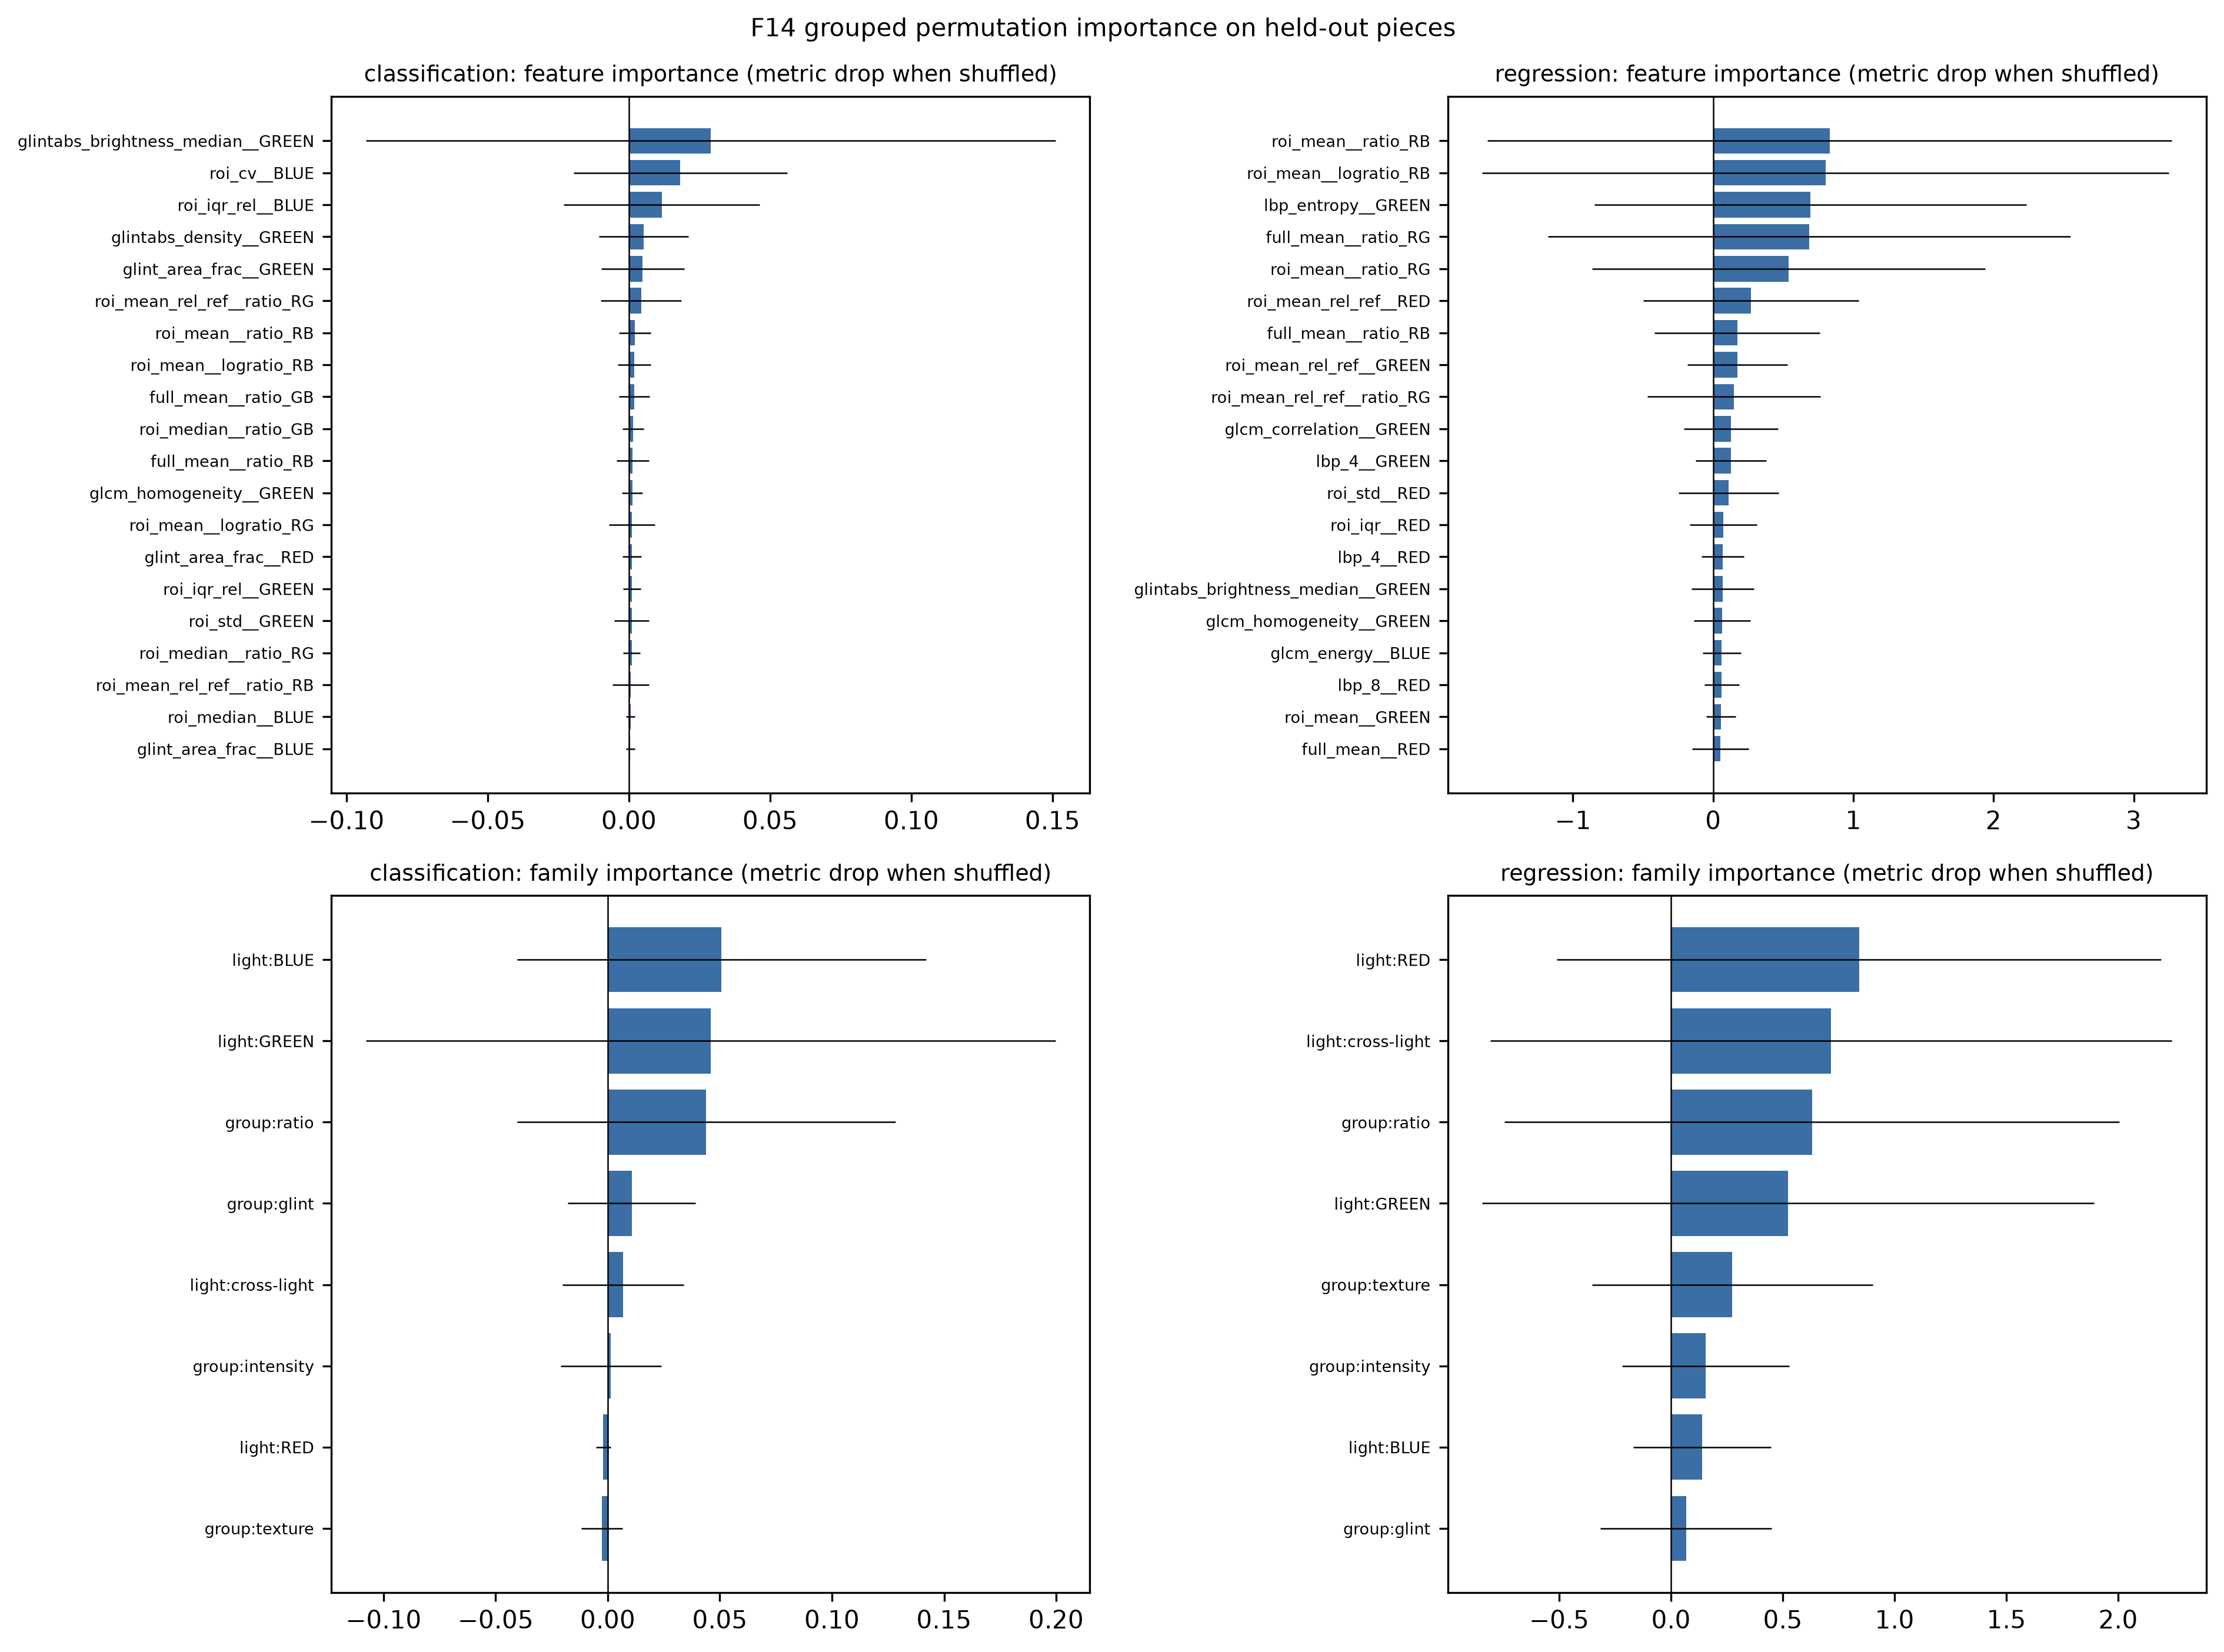 F14 grouped permutation importance on held-out pieces
classification: feature importance (metric drop when shuffled)
glintabs_brightness_median__GREEN
roi_cv__BLUE
roi_iqr_rel__BLUE
glintabs_density__GREEN
glint_area_frac__GREEN
roi_mean_rel_ref__ratio_RG
roi_mean__ratio_RB
roi_mean__logratio_RB
full_mean__ratio_GB
roi_median__ratio_GB
full_mean__ratio_RB
glcm_homogeneity__GREEN
roi_mean__logratio_RG
glint_area_frac__RED
roi_iqr_rel__GREEN
roi_std__GREEN
roi_median__ratio_RG
roi_mean_rel_ref__ratio_RB
roi_median__BLUE
glint_area_frac__BLUE
−0.10 −0.05 0.00 0.05 0.10 0.15
regression: feature importance (metric drop when shuffled)
roi_mean__ratio_RB
roi_mean__logratio_RB
lbp_entropy__GREEN
full_mean__ratio_RG
roi_mean__ratio_RG
roi_mean_rel_ref__RED
full_mean__ratio_RB
roi_mean_rel_ref__GREEN
roi_mean_rel_ref__ratio_RG
glcm_correlation__GREEN
lbp_4__GREEN
roi_std__RED
roi_iqr__RED
lbp_4__RED
glintabs_brightness_median__GREEN
glcm_homogeneity__GREEN
glcm_energy__BLUE
lbp_8__RED
roi_mean__GREEN
full_mean__RED
−1 0 1 2 3
classification: family importance (metric drop when shuffled)
light:BLUE
light:GREEN
group:ratio
group:glint
light:cross-light
group:intensity
light:RED
group:texture
−0.10 −0.05 0.00 0.05 0.10 0.15 0.20
regression: family importance (metric drop when shuffled)
light:RED
light:cross-light
group:ratio
light:GREEN
group:texture
group:intensity
light:BLUE
group:glint
−0.5 0.0 0.5 1.0 1.5 2.0